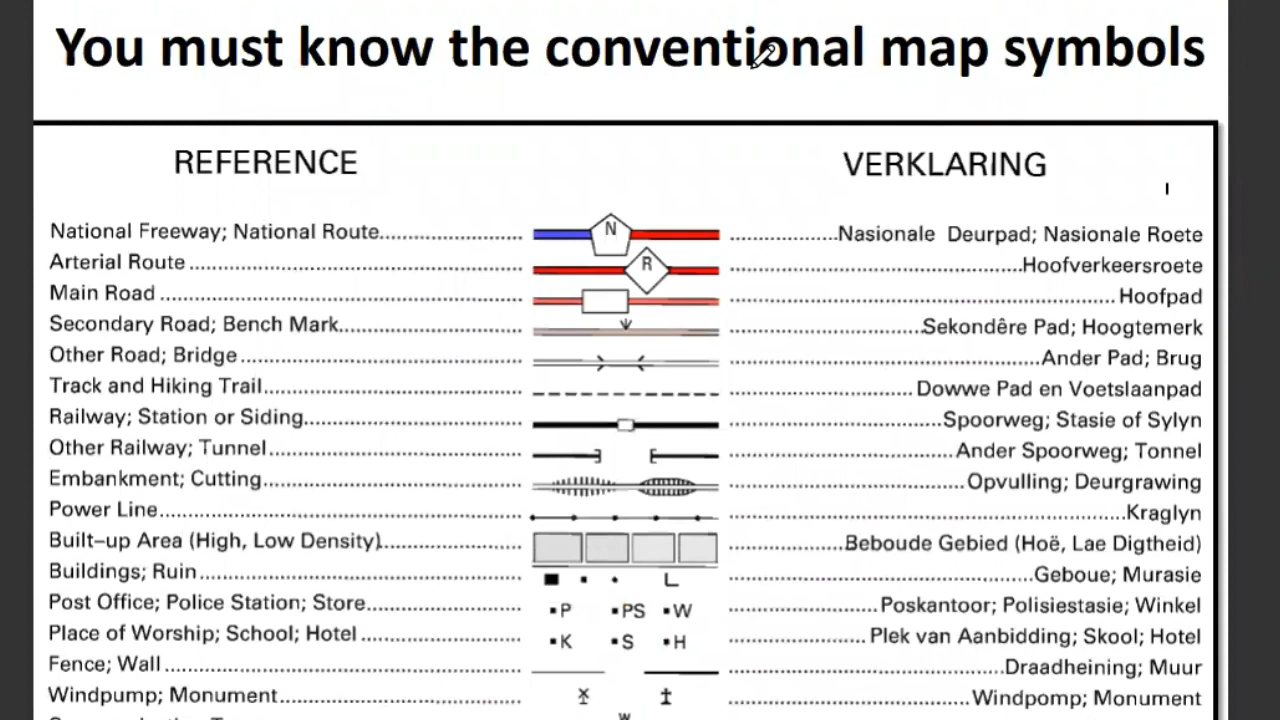 You must know the conventional map symbols
REFERENCE VERKLARING
National Freeway; National Route N Nasionale Deurpad; Nasionale Roete
Arterial Route R Hoofverkeersroete
Main Road Hoofpad
Secondary Road; Bench Mark Sekondêre Pad; Hoogtemerk
Other Road; Bridge Ander Pad; Brug
Track and Hiking Trail Dowwe Pad en Voetslaanpad
Railway; Station or Siding Spoorweg; Stasie of Sylyn
Other Railway; Tunnel Ander Spoorweg; Tonnel
Embankment; Cutting Opvulling; Deurgrawing
Power Line Kraglyn
Built–up Area (High, Low Density) Beboude Gebied (Hoë, Lae Digtheid)
Buildings; Ruin Geboue; Murasie
Post Office; Police Station; Store P PS W Poskantoor; Polisiestasie; Winkel
Place of Worship; School; Hotel K S H Plek van Aanbidding; Skool; Hotel
Fence; Wall Draadheining; Muur
Windpump; Monument Windpomp; Monument